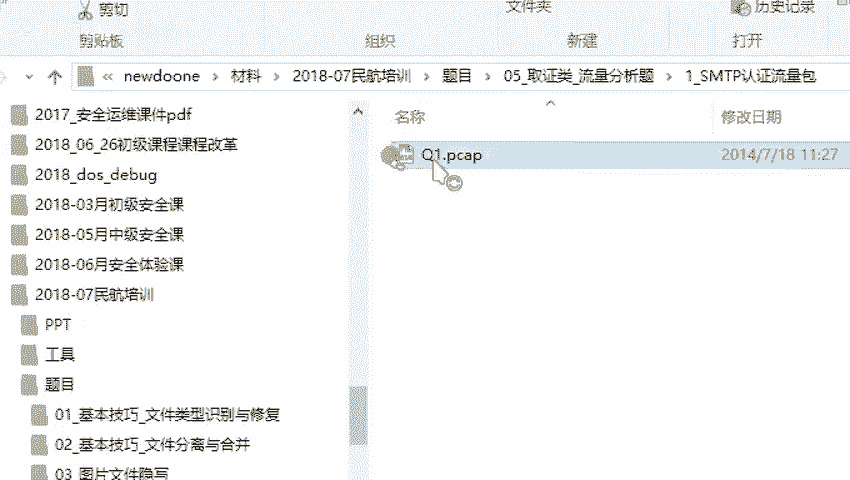 剪切
文件夹
历史记录
剪贴板
组织
新建
打开
« newdoone › 材料 › 2018-07民航培训 › 题目 › 05_取证类_流量分析题 › 1_SMTP认证流量包
名称
修改日期
Q1.pcap
2014/7/18 11:27
2017_安全运维课件pdf
2018_06_26初级课程课程改革
2018_dos_debug
2018-03月初级安全课
2018-05月中级安全课
2018-06月安全体验课
2018-07民航培训
PPT
工具
题目
01_基本技巧_文件类型识别与修复
02_基本技巧_文件分离与合并
03_图片文件隐写